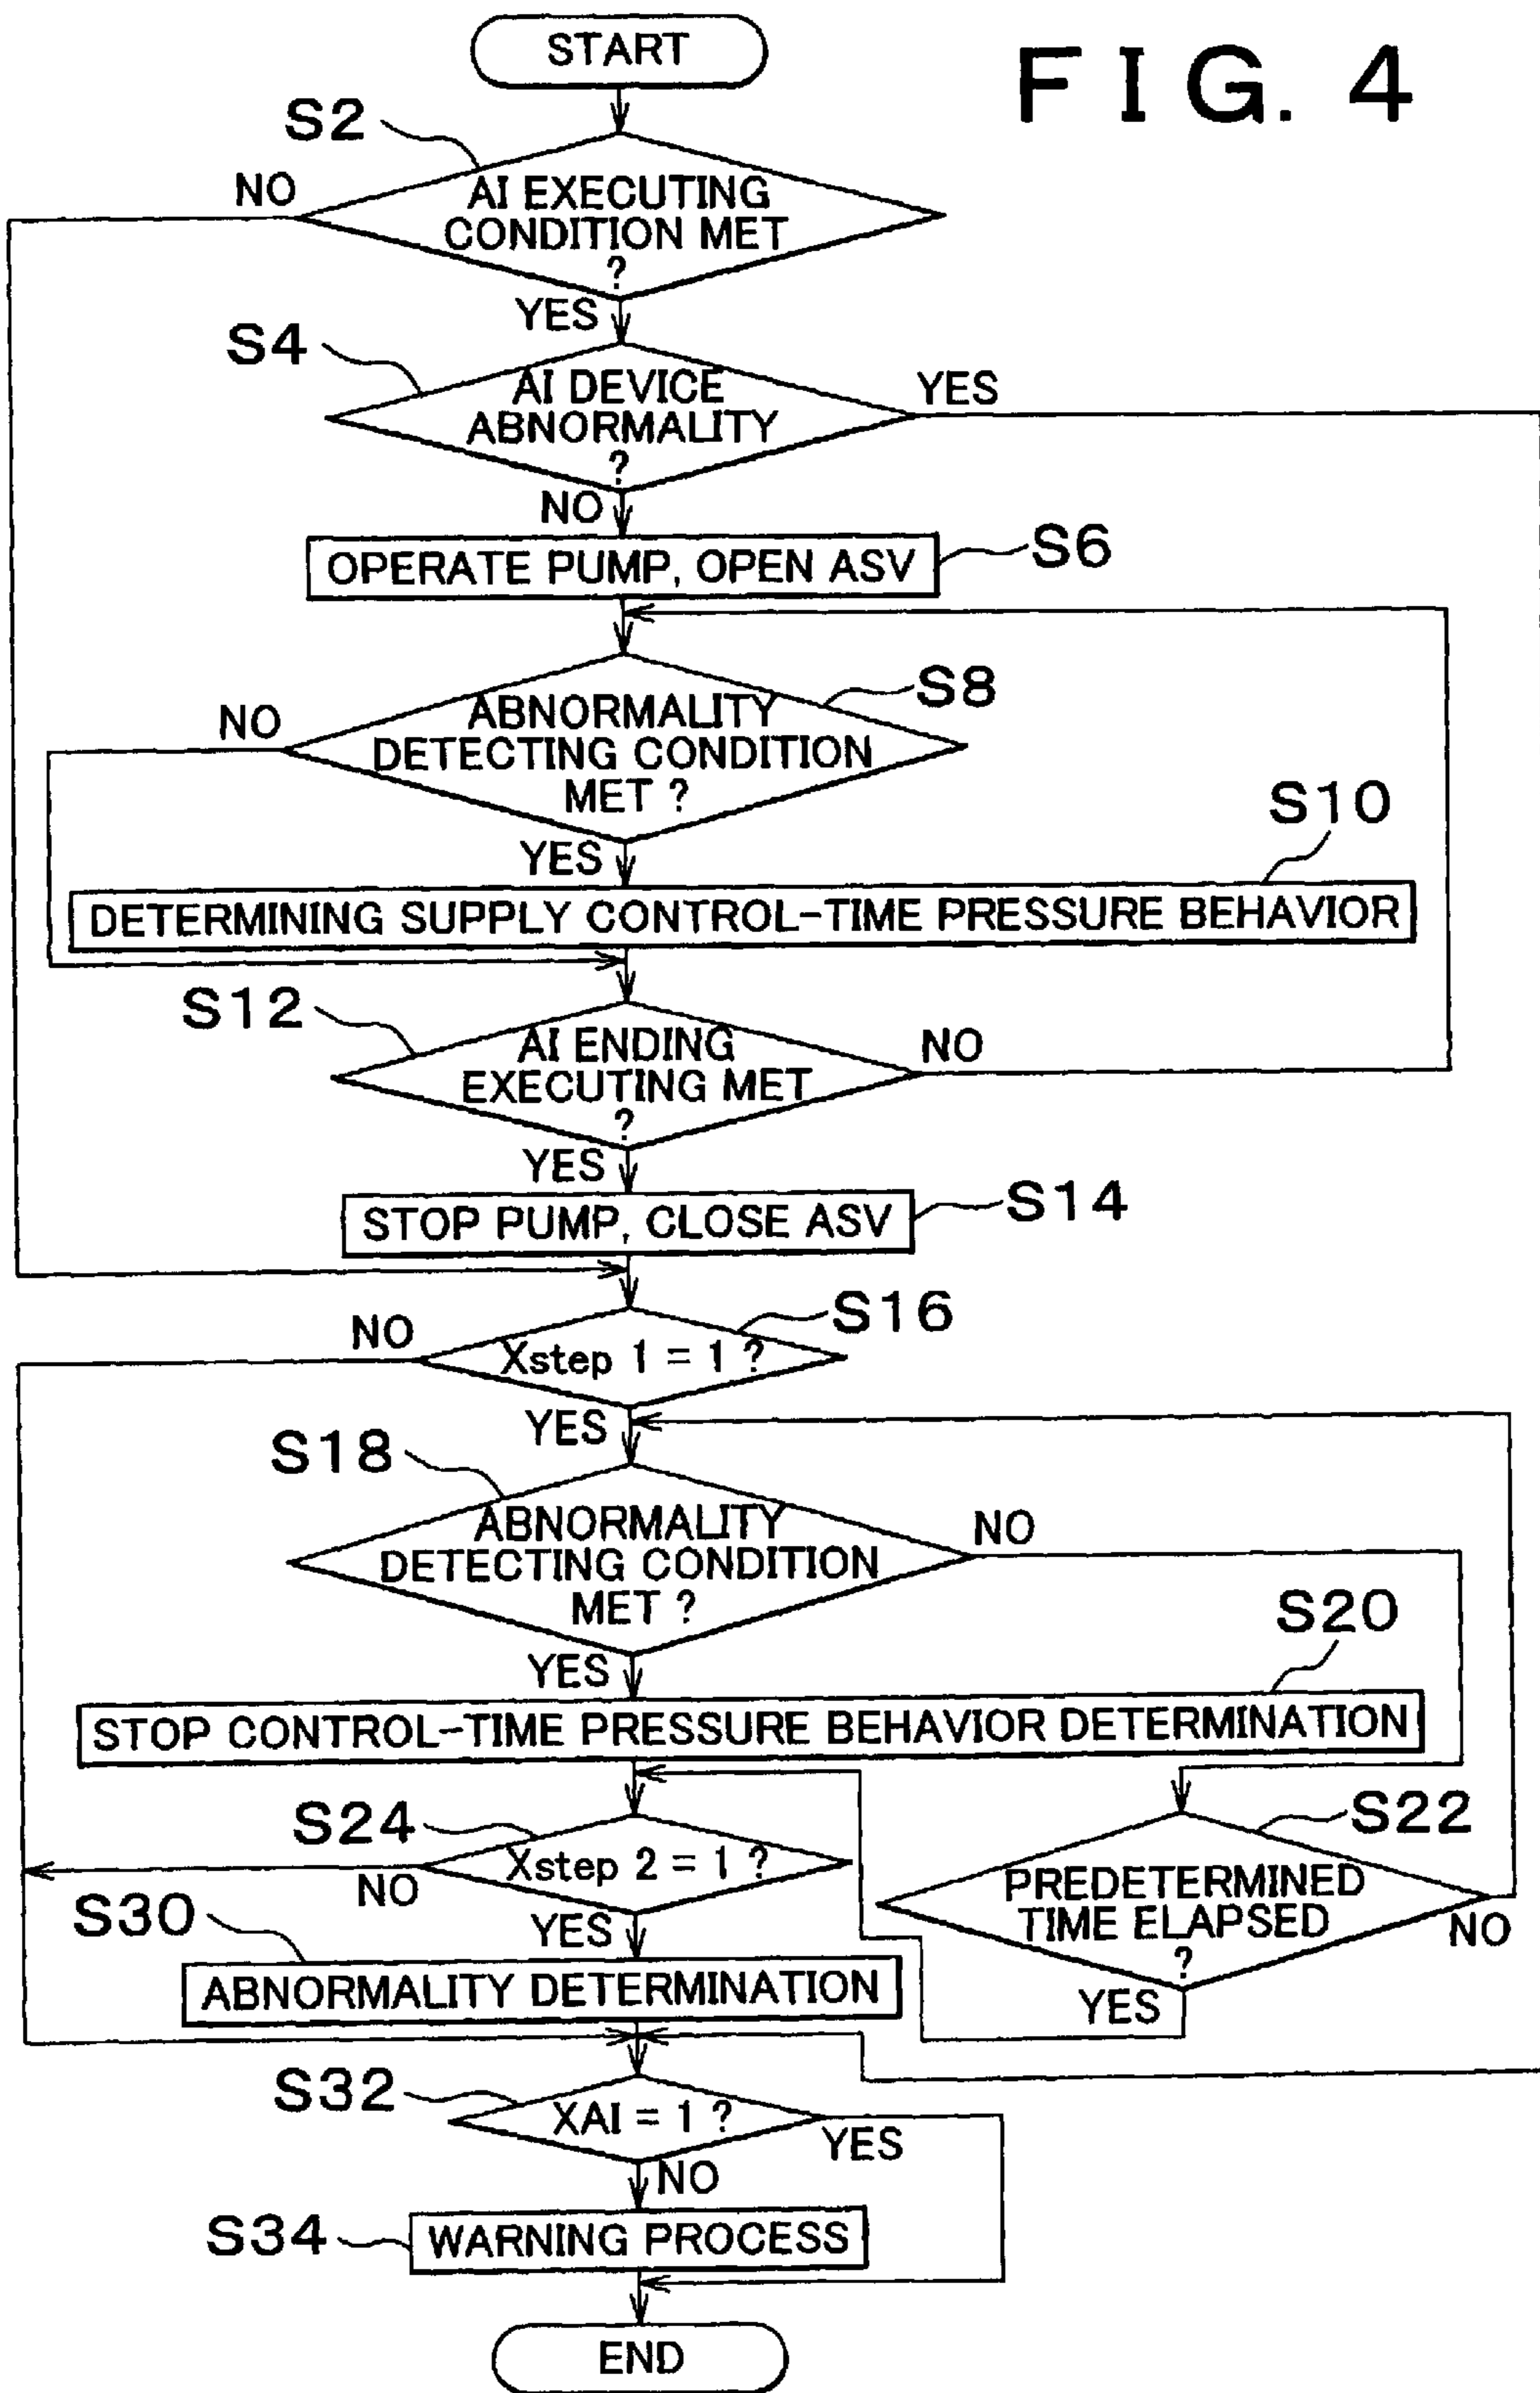 START
FIG. 4
S2
NO
AI EXECUTING
CONDITION MET
?
YES
S4
AI DEVICE
ABNORMALITY
?
YES
NO
OPERATE PUMP, OPEN ASV
S6
S8
NO
ABNORMALITY
DETECTING CONDITION
MET ?
YES
S10
DETERMINING SUPPLY CONTROL-TIME PRESSURE BEHAVIOR
S12
AI ENDING
EXECUTING MET
?
NO
YES
STOP PUMP, CLOSE ASV
S14
S16
NO
Xstep 1 = 1 ?
YES
S18
ABNORMALITY
DETECTING CONDITION
MET ?
NO
YES
S20
STOP CONTROL-TIME PRESSURE BEHAVIOR DETERMINATION
S24
Xstep 2 = 1 ?
NO
YES
S22
PREDETERMINED
TIME ELAPSED
?
NO
YES
S30
ABNORMALITY DETERMINATION
S32
XAI = 1 ?
YES
NO
S34
WARNING PROCESS
END